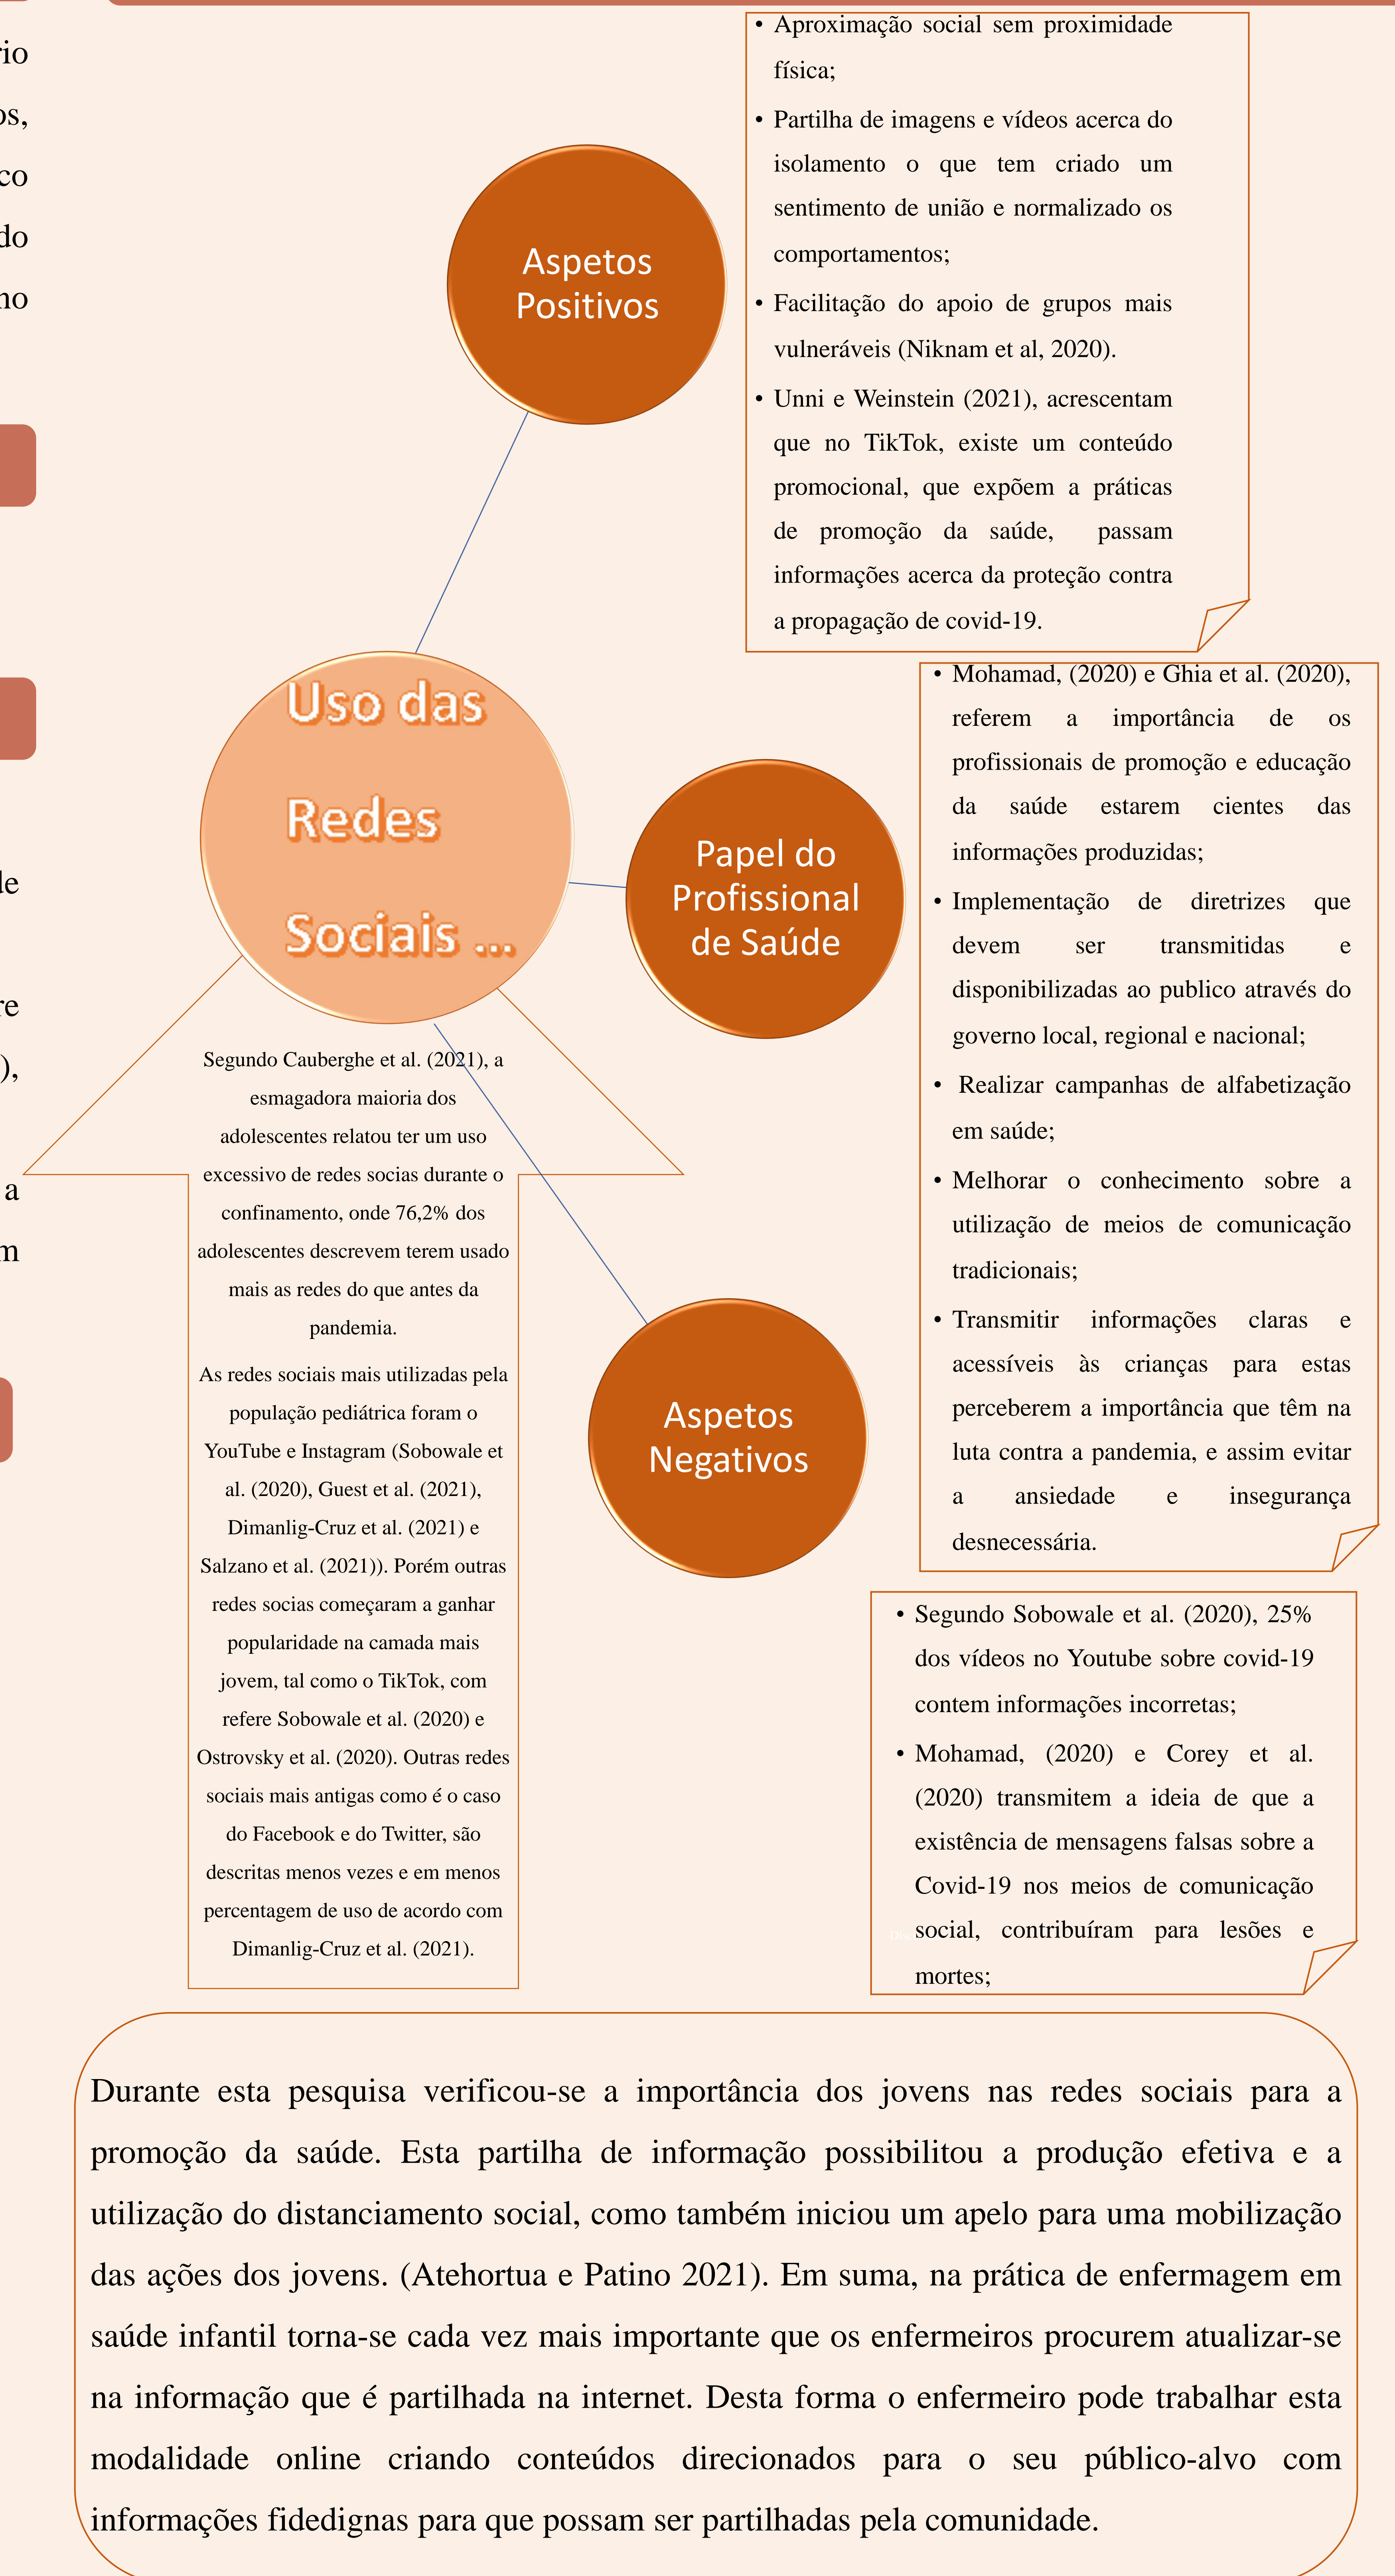 rio
os,
co
do
no
de
re
),
a
m
• Aproximação social sem proximidade
física;
• Partilha de imagens e vídeos acerca do
isolamento o que tem criado um
sentimento de união e normalizado os
comportamentos;
• Facilitação do apoio de grupos mais
vulneráveis (Niknam et al, 2020).
• Unni e Weinstein (2021), acrescentam
que no TikTok, existe um conteúdo
promocional, que expõem a práticas
de promoção da saúde, passam
informações acerca da proteção contra
a propagação de covid-19.
Aspetos
Positivos
Uso das
Redes
Sociais ...
Papel do
Profissional
de Saúde
• Mohamad, (2020) e Ghia et al. (2020),
referem a importância de os
profissionais de promoção e educação
da saúde estarem cientes das
informações produzidas;
• Implementação de diretrizes que
devem ser transmitidas e
disponibilizadas ao publico através do
governo local, regional e nacional;
• Realizar campanhas de alfabetização
em saúde;
• Melhorar o conhecimento sobre a
utilização de meios de comunicação
tradicionais;
• Transmitir informações claras e
acessíveis às crianças para estas
perceberem a importância que têm na
luta contra a pandemia, e assim evitar
a ansiedade e insegurança
desnecessária.
Segundo Cauberghe et al. (2021), a
esmagadora maioria dos
adolescentes relatou ter um uso
excessivo de redes socias durante o
confinamento, onde 76,2% dos
adolescentes descrevem terem usado
mais as redes do que antes da
pandemia.
As redes sociais mais utilizadas pela
população pediátrica foram o
YouTube e Instagram (Sobowale et
al. (2020), Guest et al. (2021),
Dimanlig-Cruz et al. (2021) e
Salzano et al. (2021)). Porém outras
redes socias começaram a ganhar
popularidade na camada mais
jovem, tal como o TikTok, com
refere Sobowale et al. (2020) e
Ostrovsky et al. (2020). Outras redes
sociais mais antigas como é o caso
do Facebook e do Twitter, são
descritas menos vezes e em menos
percentagem de uso de acordo com
Dimanlig-Cruz et al. (2021).
Aspetos
Negativos
• Segundo Sobowale et al. (2020), 25%
dos vídeos no Youtube sobre covid-19
contem informações incorretas;
• Mohamad, (2020) e Corey et al.
(2020) transmitem a ideia de que a
existência de mensagens falsas sobre a
Covid-19 nos meios de comunicação
social, contribuíram para lesões e
mortes;
Durante esta pesquisa verificou-se a importância dos jovens nas redes sociais para a
promoção da saúde. Esta partilha de informação possibilitou a produção efetiva e a
utilização do distanciamento social, como também iniciou um apelo para uma mobilização
das ações dos jovens. (Atehortua e Patino 2021). Em suma, na prática de enfermagem em
saúde infantil torna-se cada vez mais importante que os enfermeiros procurem atualizar-se
na informação que é partilhada na internet. Desta forma o enfermeiro pode trabalhar esta
modalidade online criando conteúdos direcionados para o seu público-alvo com
informações fidedignas para que possam ser partilhadas pela comunidade.